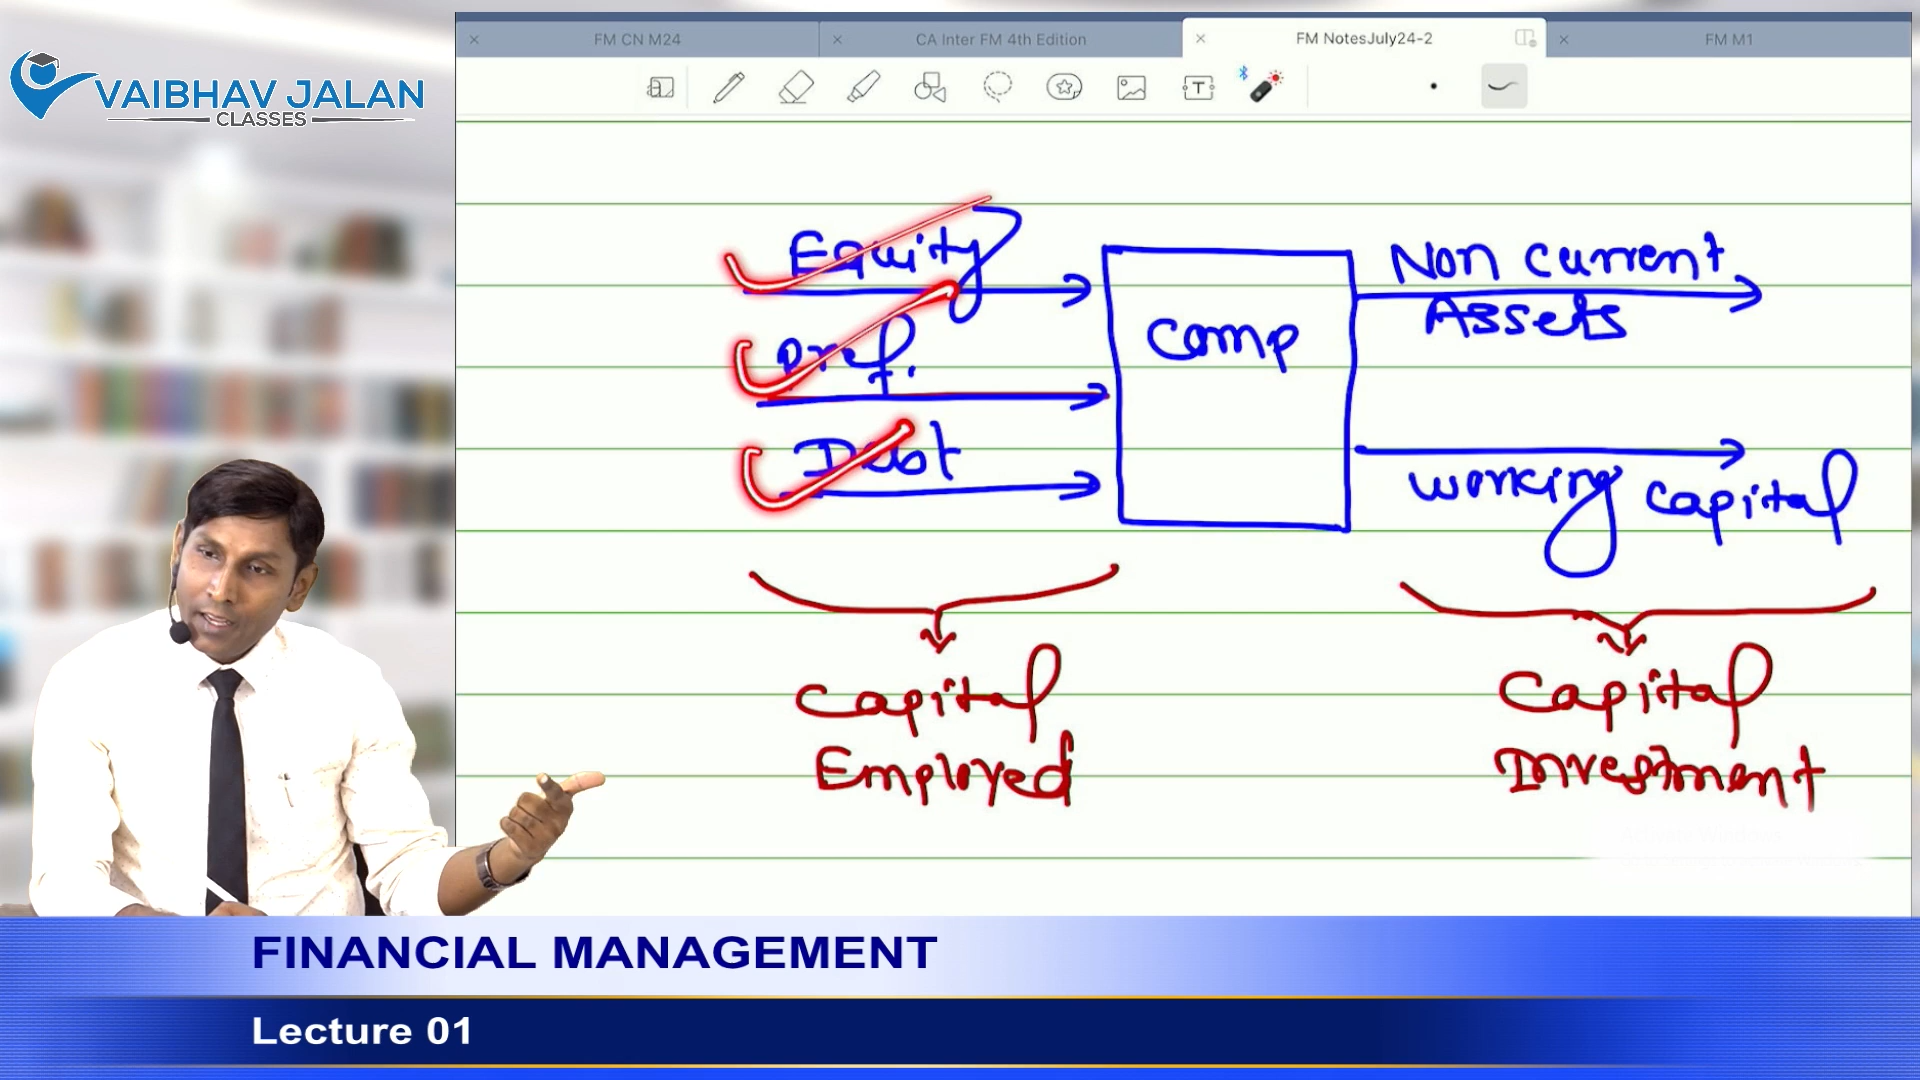 VAIBHAV JALAN
CLASSES
FM CN M24
CA Inter FM 4th Edition
FM NotesJuly24-2
FM M1
T
Equity
Pref.
Debt
Comp
Non Current
Assets
Working Capital
Capital
Employed
Capital
Investment
FINANCIAL MANAGEMENT
Lecture 01